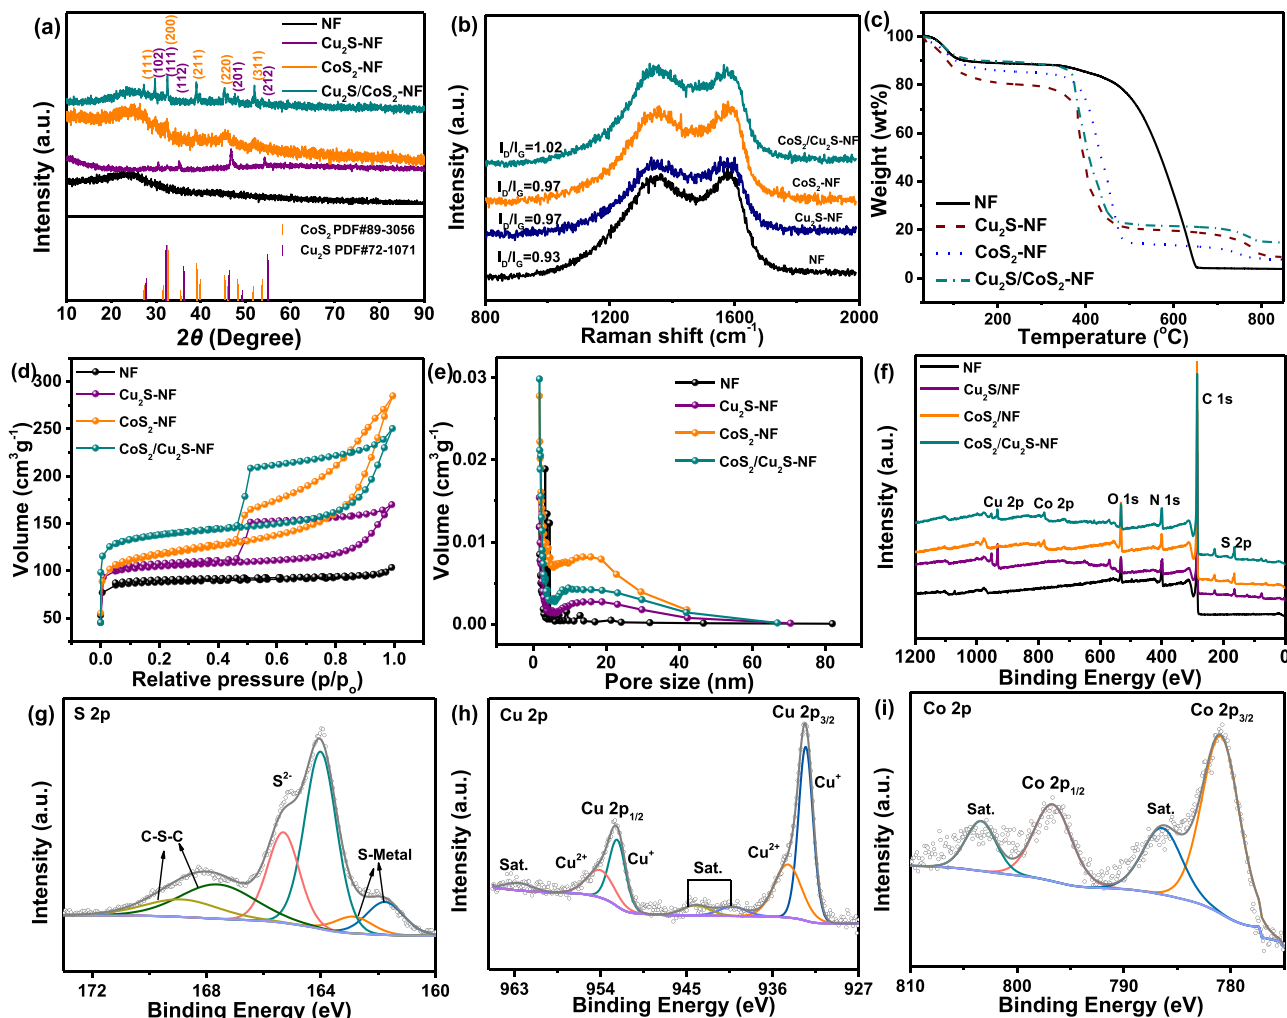 (a)
NF
Cu₂S-NF
CoS₂-NF
Cu₂S/CoS₂-NF
(111)
(102)
(111)
(200)
(112)
(211)
(220)
(201)
(311)
(212)
CoS₂ PDF#89-3056
Cu₂S PDF#72-1071
Intensity (a.u.)
10 20 30 40 50 60 70 80 90
2θ (Degree)
(b)
I_D/I_G=1.02
CoS₂/Cu₂S-NF
I_D/I_G=0.97
CoS₂-NF
I_D/I_G=0.97
Cu₂S-NF
I_D/I_G=0.93
NF
Intensity (a.u.)
800 1200 1600 2000
Raman shift (cm⁻¹)
(c)
100
80
60
40
20
0
Weight (wt%)
NF
Cu₂S-NF
CoS₂-NF
Cu₂S/CoS₂-NF
200 400 600 800
Temperature (°C)
(d)
NF
Cu₂S-NF
CoS₂-NF
CoS₂/Cu₂S-NF
300
250
200
150
100
50
Volume (cm³g⁻¹)
0.0 0.2 0.4 0.6 0.8 1.0
Relative pressure (p/pₒ)
(e)
NF
Cu₂S-NF
CoS₂-NF
CoS₂/Cu₂S-NF
0.03
0.02
0.01
0.00
Volume (cm³g⁻¹)
0 20 40 60 80
Pore size (nm)
(f)
NF
Cu₂S/NF
CoS₂/NF
CoS₂/Cu₂S-NF
C 1s
Cu 2p
Co 2p
O 1s
N 1s
S 2p
Intensity (a.u.)
1200 1000 800 600 400 200 0
Binding Energy (eV)
(g)
S 2p
S²⁻
C-S-C
S-Metal
Intensity (a.u.)
172 168 164 160
Binding Energy (eV)
(h)
Cu 2p
Cu 2p₃/₂
Cu⁺
Cu 2p₁/₂
Cu²⁺
Cu⁺
Cu²⁺
Sat.
Sat.
Intensity (a.u.)
963 954 945 936 927
Binding Energy (eV)
(i)
Co 2p
Co 2p₃/₂
Co 2p₁/₂
Sat.
Sat.
Intensity (a.u.)
810 800 790 780
Binding Energy (eV)